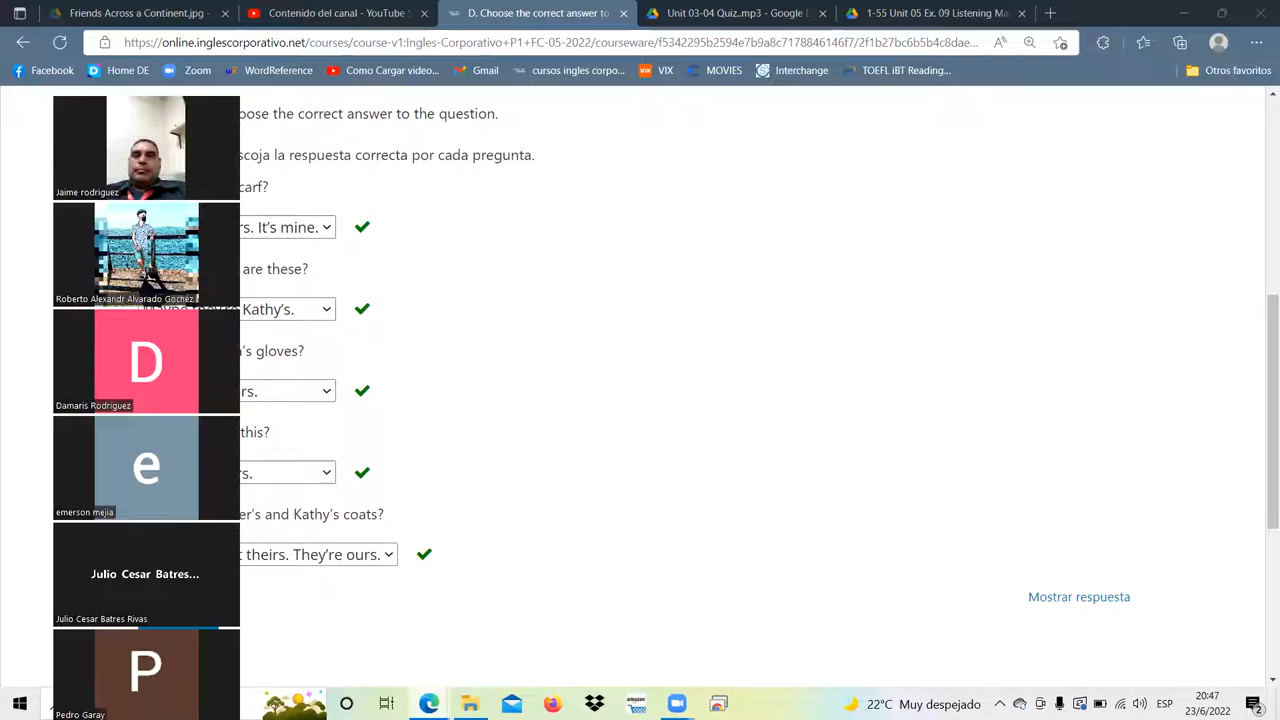 Friends Across a Continent.jpg
Contenido del canal - YouTube S
D. Choose the correct answer to
Unit 03-04 Quiz.mp3 - Google D
1-55 Unit 05 Ex. 03 Listening Ma
https://online.inglescorporativo.net/courses/course-v1:Ingles-Corporativo+P1+FC-05-2022/courseware/f5342295b2594e7b9a8c7178846146f7/2f1b27bc6b5b4c8dae...
Facebook Home DE Zoom WordReference Como Cargar video... Gmail cursos ingles corpo... VIX MOVIES Interchange TOEFL iBT Reading... Otros favoritos
oose the correct answer to the question.
scoja la respuesta correcta por cada pregunta.
carf?
rs. It's mine.
are these?
Kathy's.
's gloves?
rs.
this?
s.
er's and Kathy's coats?
t theirs. They're ours.
Mostrar respuesta
Jaime rodriguez
Roberto Alexandr Alvarado Gochez
D
Damaris Rodríguez
e
emerson mejia
Julio Cesar Batres...
Julio Cesar Batres Rivas
P
Pedro Garay
amazon
22°C Muy despejado
ESP
20:47
23/6/2022
2